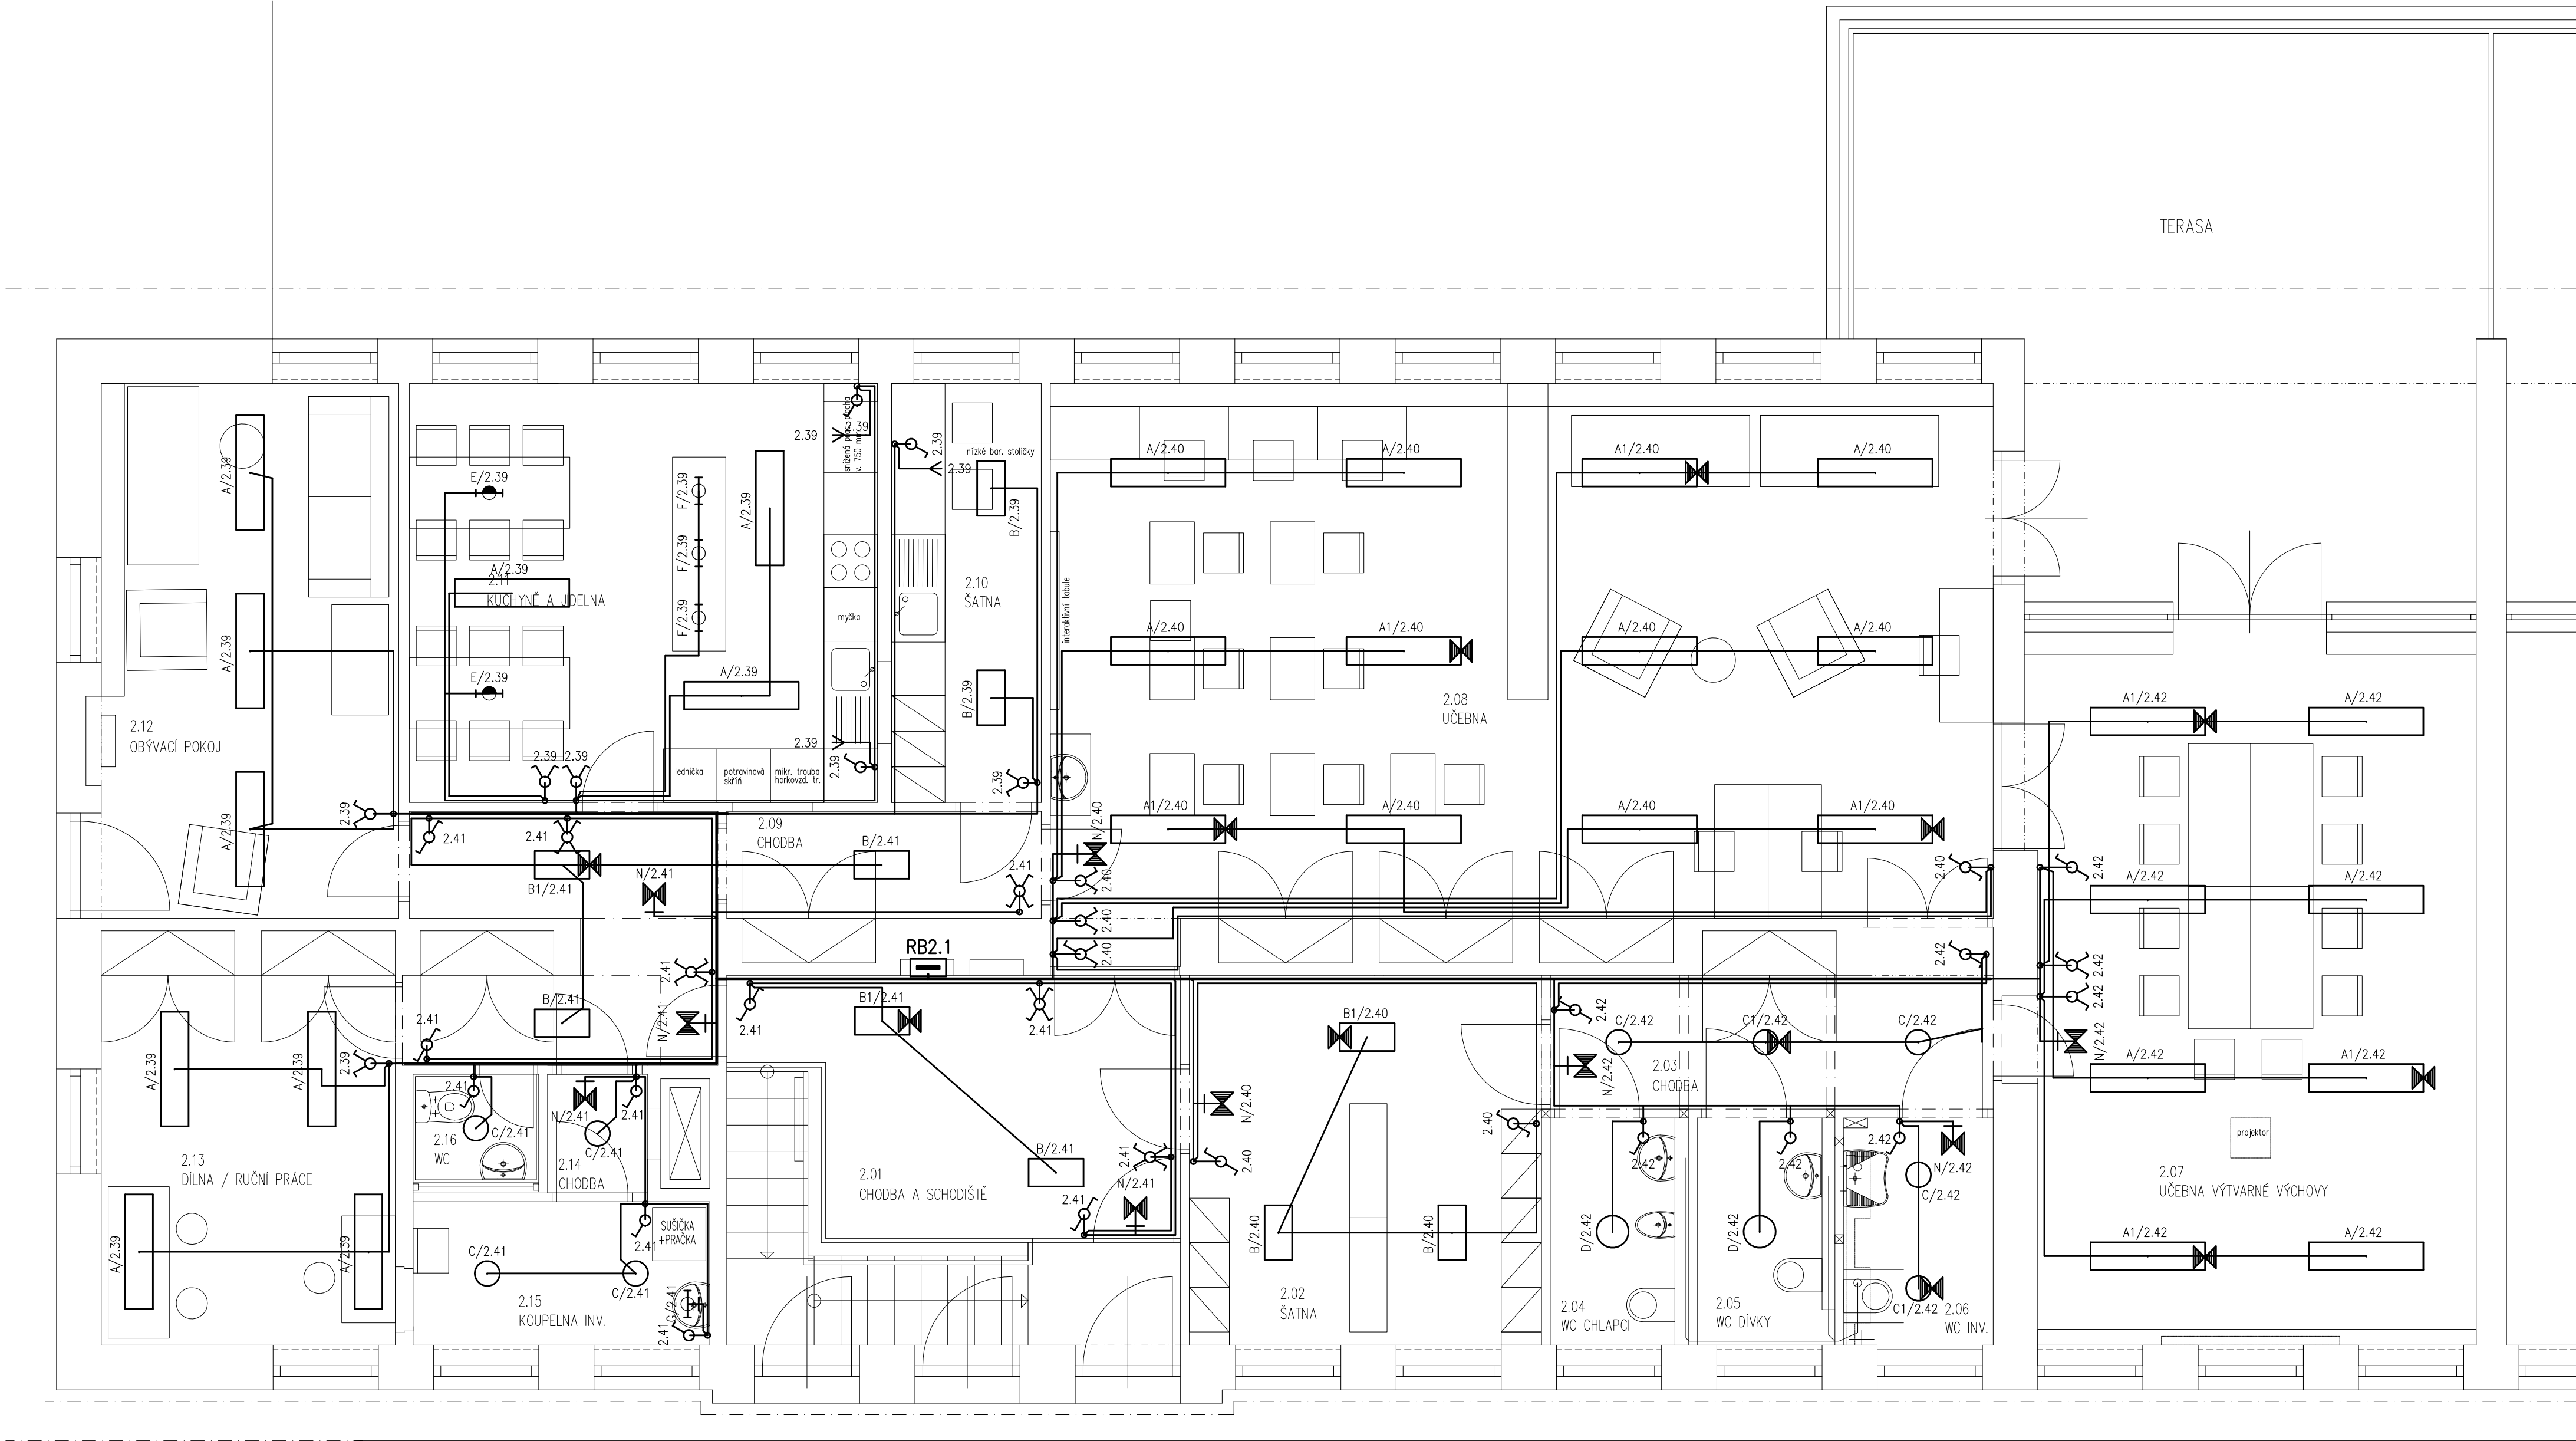 TERASA
2.12
OBÝVACÍ POKOJ
A/2.39
A/2.39
A/2.39
2.39
E/2.39
A/2.39
2.11
KUCHYNĚ A JÍDELNA
E/2.39
2.39
2.39
F/2.39
F/2.39
F/2.39
A/2.39
A/2.39
lednička
potravinová
skříň
mikr. trouba
horkovzd. tr.
myčka
2.39
2.39
v. 750 mm
2.39
2.39
2.39
2.39
nízké bar. stoličky
B/2.39
2.10
ŠATNA
B/2.39
2.39
interaktivní tabule
A/2.40
A/2.40
A1/2.40
A/2.40
A/2.40
A1/2.40
A/2.40
A/2.40
2.08
UČEBNA
A1/2.40
A/2.40
A/2.40
A1/2.40
N/2.40
2.40
2.40
2.40
2.40
2.41
2.41
B1/2.41
N/2.41
2.09
CHODBA
B/2.41
2.41
RB2.1
2.41
N/2.41
B/2.41
2.41
2.39
A/2.39
A/2.39
2.13
DÍLNA / RUČNÍ PRÁCE
A/2.39
A/2.39
2.41
C/2.41
2.16
WC
N/2.41
2.41
C/2.41
2.14
CHODBA
2.41
SUŠIČKA
+PRAČKA
C/2.41
C/2.41
2.15
KOUPELNA INV.
C/2.41
2.41
2.41
B1/2.41
2.41
B/2.41
2.01
CHODBA A SCHODIŠTĚ
2.41
N/2.41
2.41
N/2.40
2.40
B1/2.40
B/2.40
B/2.40
2.40
2.02
ŠATNA
2.42
2.42
C/2.42
C1/2.42
C/2.42
N/2.42
2.03
CHODBA
2.42
2.42
2.42
N/2.42
C/2.42
D/2.42
D/2.42
C1/2.42
2.04
WC CHLAPCI
2.05
WC DÍVKY
2.06
WC INV.
2.42
2.42
2.42
N/2.42
A1/2.42
A/2.42
A/2.42
A/2.42
A/2.42
A1/2.42
projektor
2.07
UČEBNA VÝTVARNÉ VÝCHOVY
A1/2.42
A/2.42